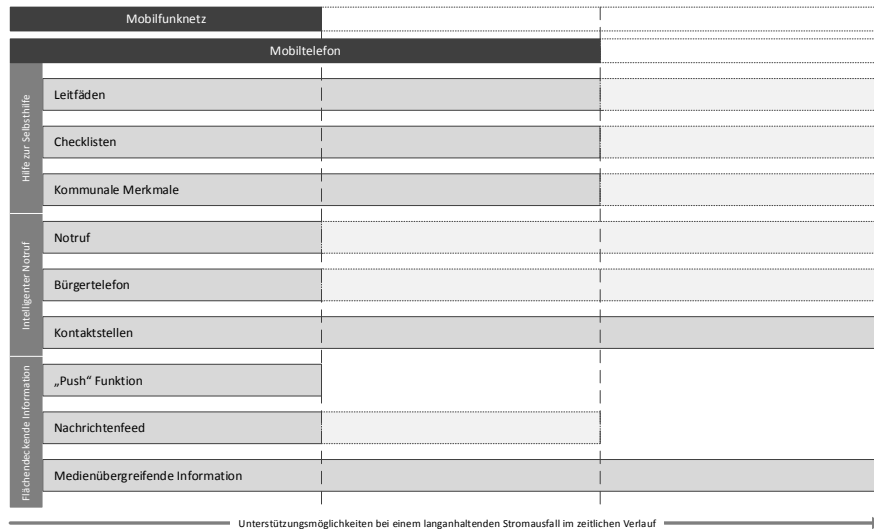 Mobilfunknetz
Mobiltelefon
Hilfe zur Selbsthilfe
Leitfäden
Checklisten
Kommunale Merkmale
Intelligenter Notruf
Notruf
Bürgertelefon
Kontaktstellen
Flächendeckende Information
„Push“ Funktion
Nachrichtenfeed
Medienübergreifende Information
Unterstützungsmöglichkeiten bei einem langanhaltenden Stromausfall im zeitlichen Verlauf